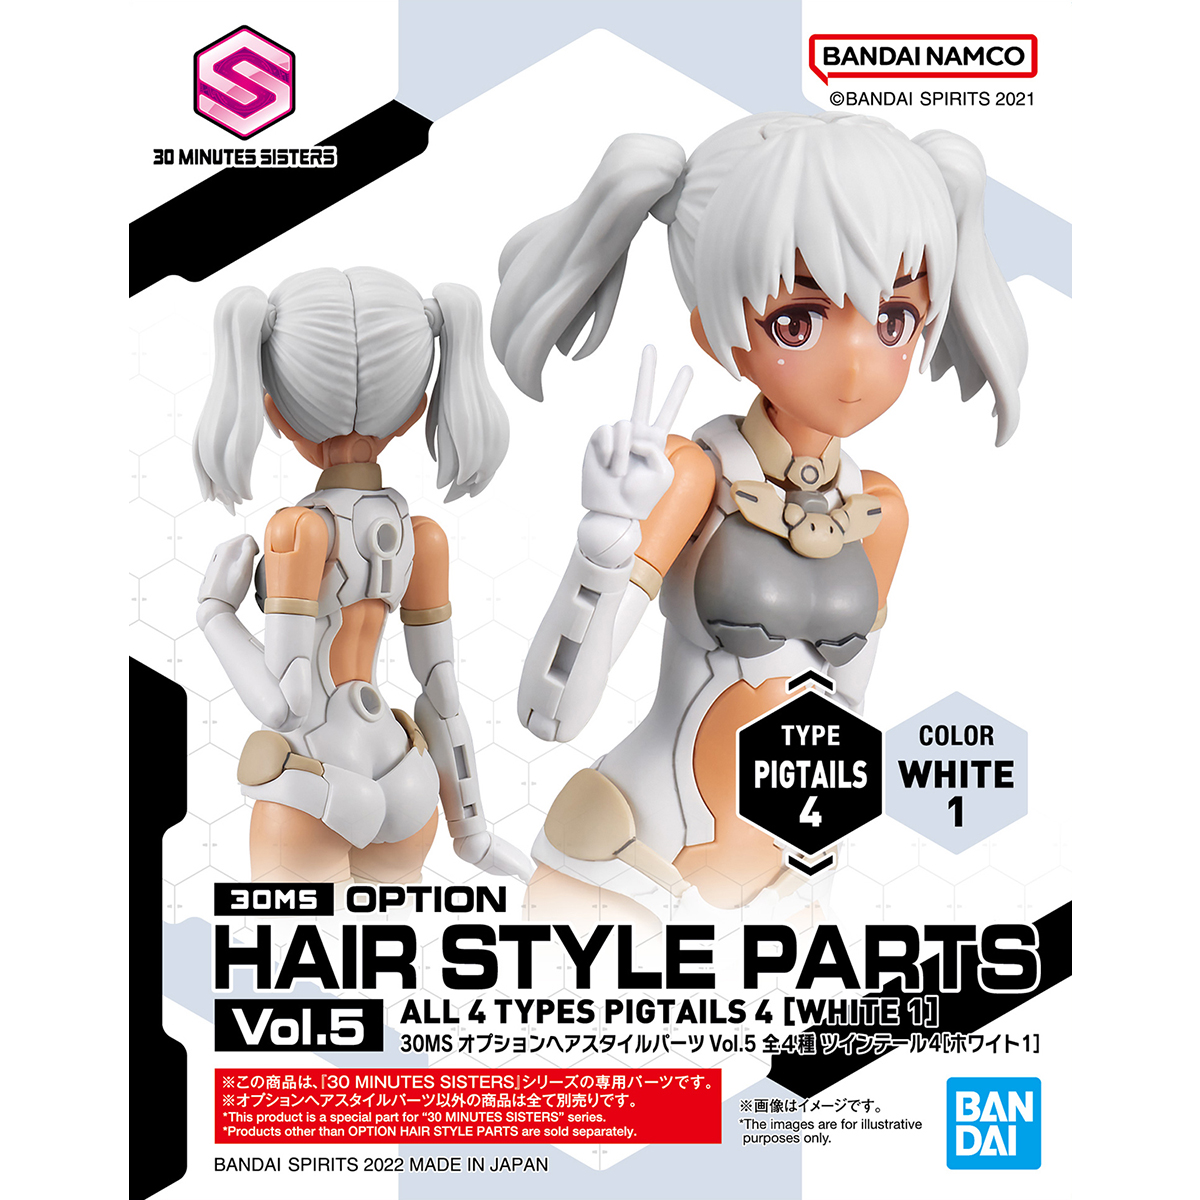 30 MINUTES SISTERS
BANDAI NAMCO
©BANDAI SPIRITS 2021
TYPE
PIGTAILS
4
COLOR
WHITE
1
30MS OPTION
HAIR STYLE PARTS
Vol.5 ALL 4 TYPES PIGTAILS 4 [WHITE 1]
30MS オプションヘアスタイルパーツ Vol.5 全4種 ツインテール4[ホワイト1]
※この商品は、『30 MINUTES SISTERS』シリーズの専用パーツです。
※オプションヘアスタイルパーツ以外の商品は全て別売りです。
*This product is a special part for “30 MINUTES SISTERS” series.
*Products other than OPTION HAIR STYLE PARTS are sold separately.
※画像はイメージです。
*The images are for illustrative
purposes only.
BAN
DAI
BANDAI SPIRITS 2022 MADE IN JAPAN